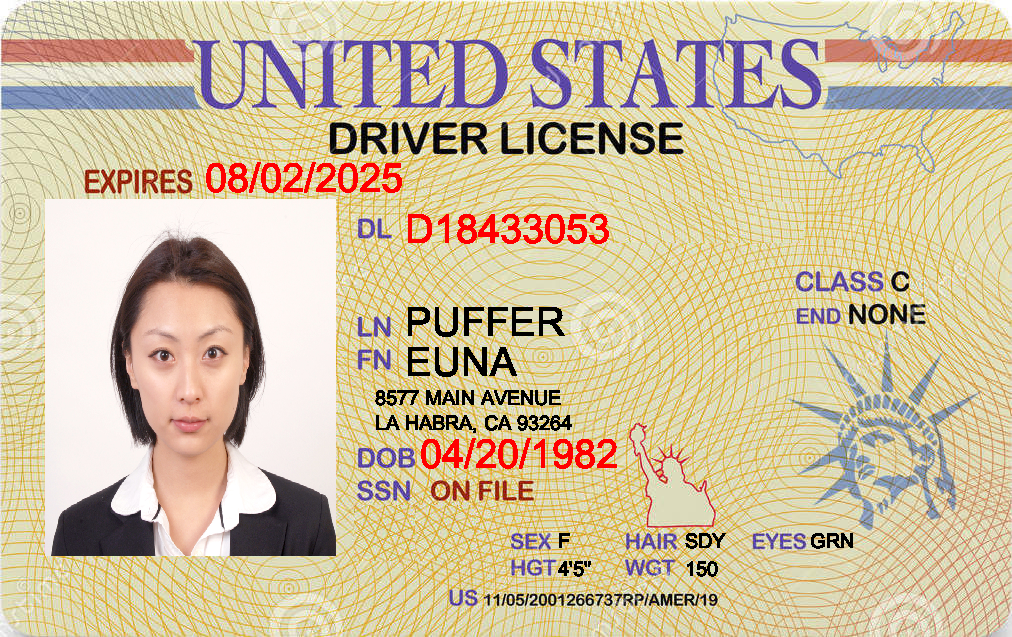 UNITED STATES
DRIVER LICENSE
EXPIRES 08/02/2025
DL D18433053
CLASS C
END NONE
LN PUFFER
FN EUNA
8577 MAIN AVENUE
LA HABRA, CA 93264
DOB 04/20/1982
SSN ON FILE
SEX F HAIR SDY EYES GRN
HGT 4'5" WGT 150
US 11/05/2001266737RP/AMER/19